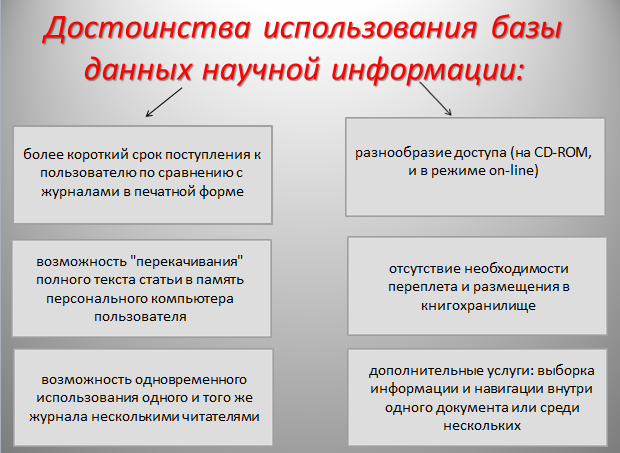 Достоинства использования базы
данных научной информации:
более короткий срок поступления к
пользователю по сравнению с
журналами в печатной форме
разнообразие доступа (на CD-ROM,
и в режиме on-line)
возможность "перекачивания"
полного текста статьи в память
персонального компьютера
пользователя
отсутствие необходимости
переплета и размещения в
книгохранилище
возможность одновременного
использования одного и того же
журнала несколькими читателями
дополнительные услуги: выборка
информации и навигации внутри
одного документа или среди
нескольких